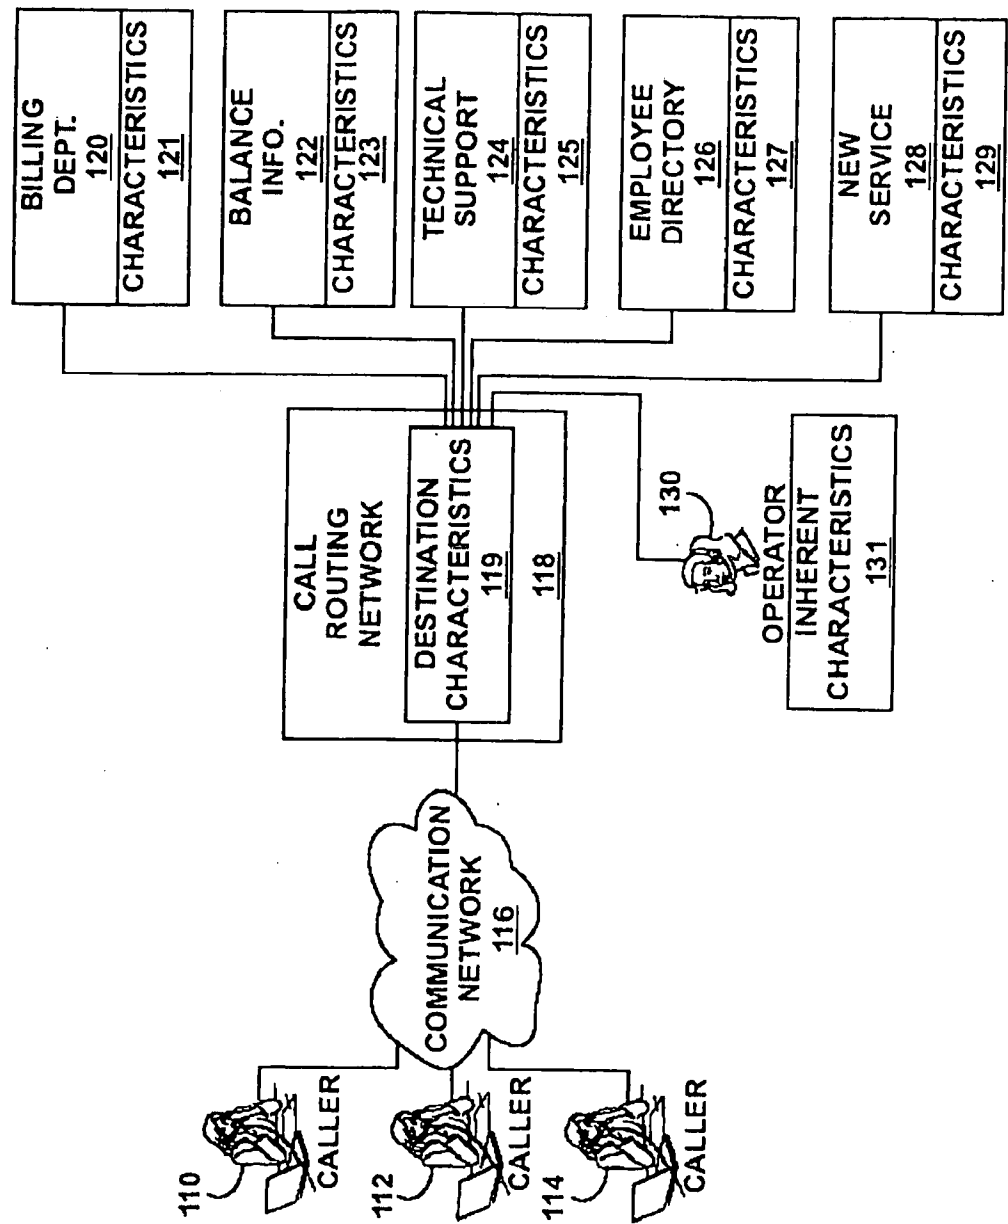 110
CALLER
112
CALLER
114
CALLER
COMMUNICATION
NETWORK
116
CALL
ROUTING
NETWORK
DESTINATION
CHARACTERISTICS
119
118
130
OPERATOR
INHERENT
CHARACTERISTICS
131
BILLING
DEPT.
120
CHARACTERISTICS
121
BALANCE
INFO.
122
CHARACTERISTICS
123
TECHNICAL
SUPPORT
124
CHARACTERISTICS
125
EMPLOYEE
DIRECTORY
126
CHARACTERISTICS
127
NEW
SERVICE
128
CHARACTERISTICS
129